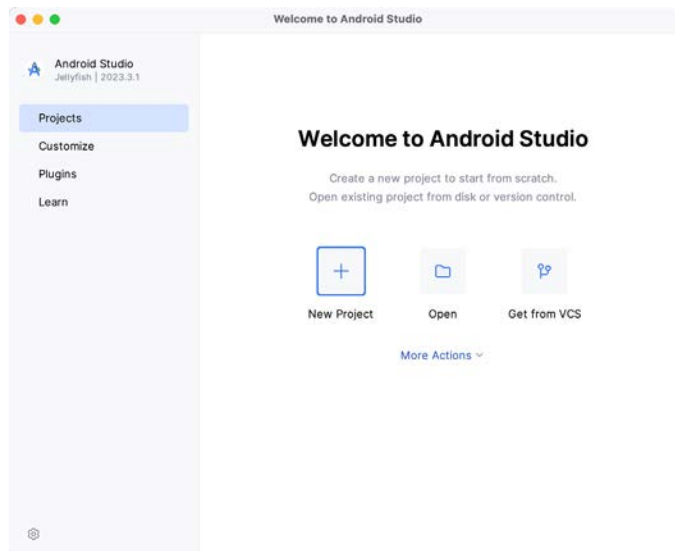 Welcome to Android Studio
Android Studio
Jellyfish | 2023.3.1
Projects
Customize
Plugins
Learn
Welcome to Android Studio
Create a new project to start from scratch.
Open existing project from disk or version control.
New Project
Open
Get from VCS
More Actions